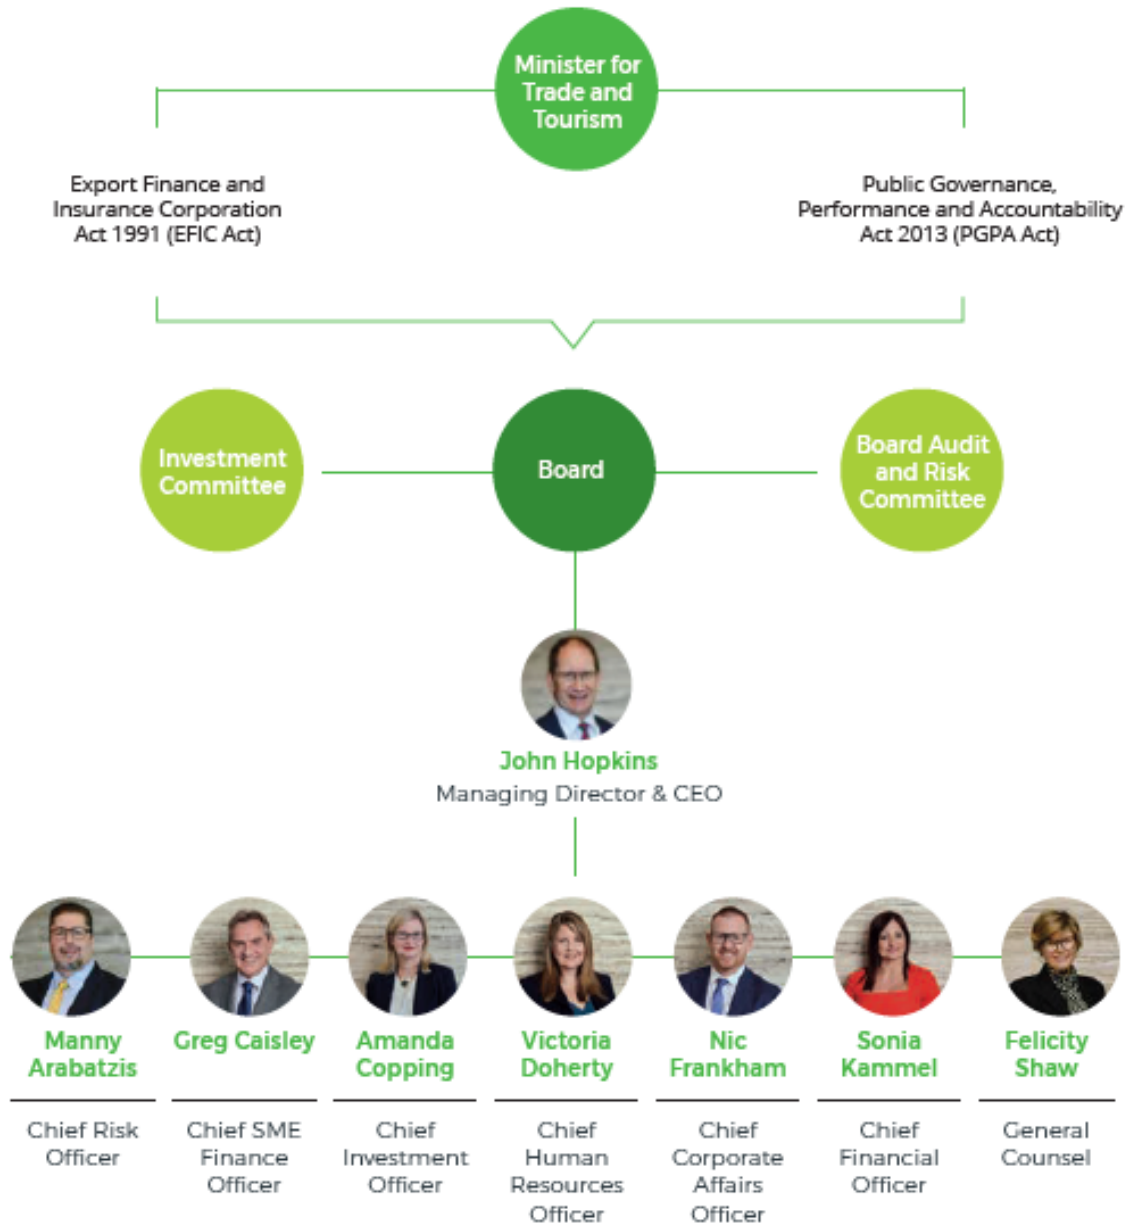 Minister for
Trade and
Tourism
Export Finance and
Insurance Corporation
Act 1991 (EFIC Act)
Public Governance,
Performance and Accountability
Act 2013 (PGPA Act)
Investment
Committee
Board
Board Audit
and Risk
Committee
John Hopkins
Managing Director & CEO
Manny
Arabatzis
Chief Risk
Officer
Greg Caisley
Chief SME
Finance
Officer
Amanda
Copping
Chief
Investment
Officer
Victoria
Doherty
Chief
Human
Resources
Officer
Nic
Frankham
Chief
Corporate
Affairs
Officer
Sonia
Kammel
Chief
Financial
Officer
Felicity
Shaw
General
Counsel